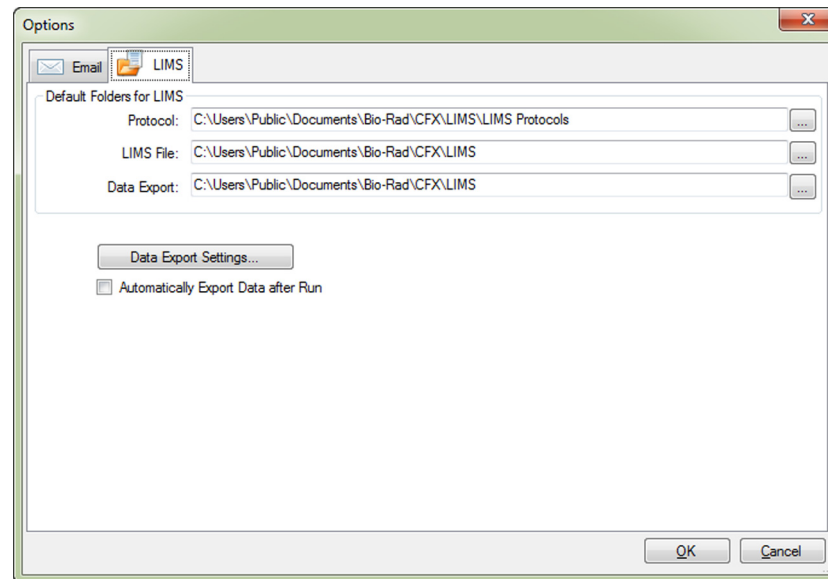 Options
Email
LIMS
Default Folders for LIMS
Protocol: C:\Users\Public\Documents\Bio-Rad\CFX\LIMS\LIMS Protocols ...
LIMS File: C:\Users\Public\Documents\Bio-Rad\CFX\LIMS ...
Data Export: C:\Users\Public\Documents\Bio-Rad\CFX\LIMS ...
Data Export Settings...
Automatically Export Data after Run
OK Cancel